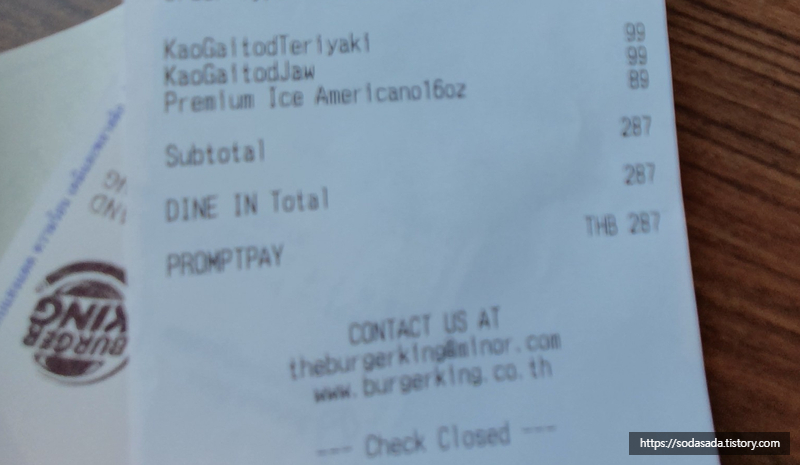 KaoGaitodTeriyaki 99
KaoGaitodJaw 99
Premium Ice Americano16oz 89
Subtotal 287
DINE IN Total 287
PROMPTPAY THB 287
CONTACT US AT
theburgerking@minor.com
www.burgerking.co.th
--- Check Closed ---
BURGER
KING
https://sodasada.tistory.com